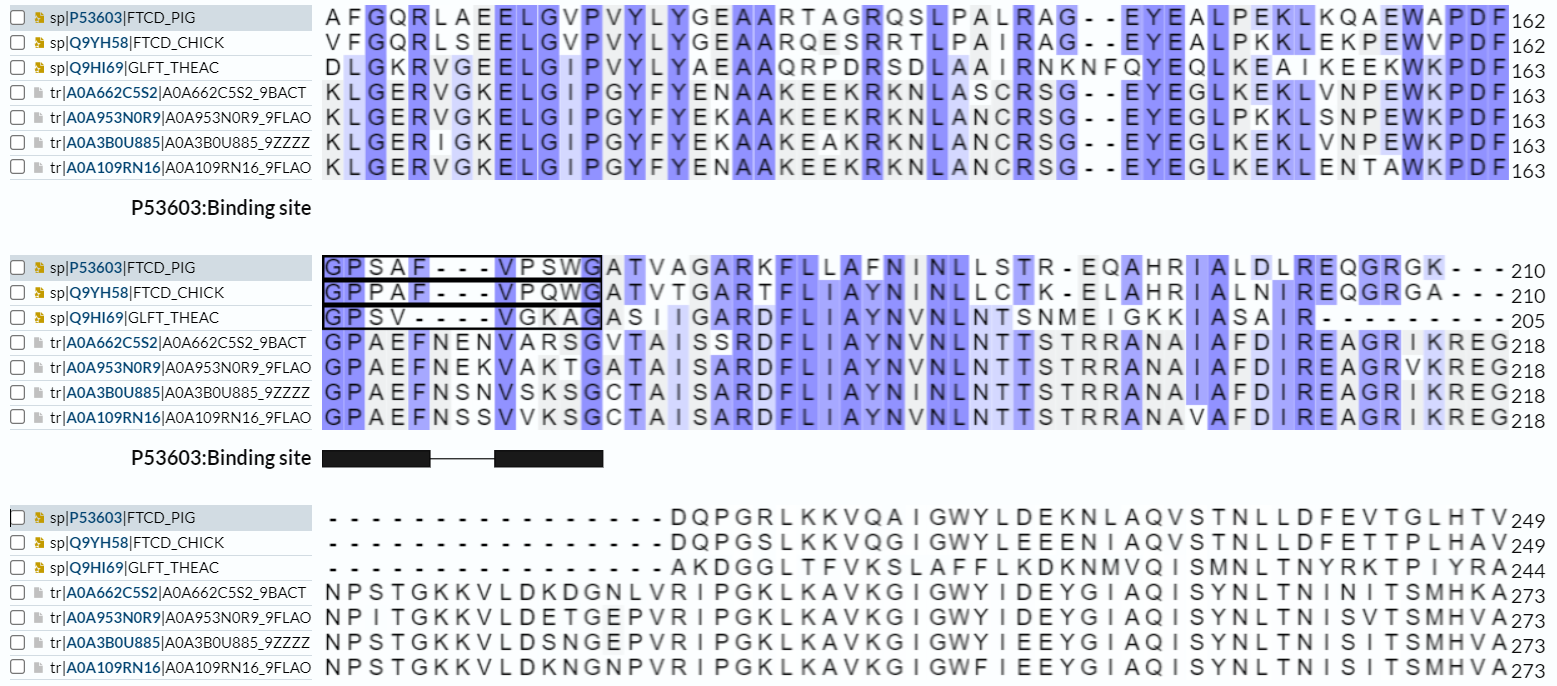 sp|P53603|FTCD_PIG AFGQRLAEELGVPVYLYGEAARTAGRQSLPALRAG--EYEALPEKLKQAEWAPDF 162
sp|Q9YH58|FTCD_CHICK VFGQRLSEELGVPVYLYGEAARQESRRTLPAIRAG--EYEALPKKLEKPEWVPDF 162
sp|Q9HI69|GLFT_THEAC DLGKRVGEELGIPVYLYAEAAQRPDRSDLAAIRNKNFQYEQLKEAIKEEKWKPDF 163
tr|A0A662C5S2|A0A662C5S2_9BACT KLGERVGKELGIPGYFYENAAKEEKRKNLASCRSG--EYEGLKEKLVNPEWKPDF 163
tr|A0A953N0R9|A0A953N0R9_9FLAO KLGERVGKELGIPGYFYEKAAKEEKRKNLANCRSG--EYEGLPKKLSNPEWKPDF 163
tr|A0A3B0U885|A0A3B0U885_9ZZZZ KLGERIGKELGIPGYFYEKAAKEAKRKNLANCRSG--EYEGLKEKLVNPEWKPDF 163
tr|A0A109RN16|A0A109RN16_9FLAO KLGERVGKELGIPGYFYENAAKEEKRKNLANCRSG--EYEGLKEKLENTAWKPDF 163
P53603:Binding site
sp|P53603|FTCD_PIG GPSAF---VPSWGATVAGARKFLLAFNINLLSTR-EQAHRIALDLREQGRGK--- 210
sp|Q9YH58|FTCD_CHICK GPPAF---VPQWGATVTGARTFLIAYNINLLCTK-ELAHRIALNIREQGRGA--- 210
sp|Q9HI69|GLFT_THEAC GPSV----VGKAGASIIGARDFLIAYNVNLNTSNMEIGKKIASAIR--------- 205
tr|A0A662C5S2|A0A662C5S2_9BACT GPAEFNENVARSGVTAISSRDFLIAYNVNLNTTSTRRANAIAFDIREAGRIKREG 218
tr|A0A953N0R9|A0A953N0R9_9FLAO GPAEFNEKVAKTGATAISARDFLIAYNVNLNTTSTRRANAIAFDIREAGRVKREG 218
tr|A0A3B0U885|A0A3B0U885_9ZZZZ GPAEFNSNVSKSGCTAISARDFLIAYNINLNTTSTRRANAIAFDIREAGRIKREG 218
tr|A0A109RN16|A0A109RN16_9FLAO GPAEFNSSVVKSGCTAISARDFLIAYNVNLNTTSTRRANAVAFDIREAGRIKREG 218
P53603:Binding site
sp|P53603|FTCD_PIG ----------------DQPGRLKKVQAIGWYLDEKNLAQVSTNLLDFEVTGLHTV 249
sp|Q9YH58|FTCD_CHICK ----------------DQPGSLKKVQGIGWYLEEENIAQVSTNLLDFETTPLHAV 249
sp|Q9HI69|GLFT_THEAC ----------------AKDGGLTFVKSLAFFLKDKNMVQISMNLTNYRKTPIYRA 244
tr|A0A662C5S2|A0A662C5S2_9BACT NPSTGKKVLDKDGNLVRIPGKLKAVKGIGWYIDEYGIAQISYNLTNINITSMHKA 273
tr|A0A953N0R9|A0A953N0R9_9FLAO NPITGKKVLDETGEPVRIPGKLKAVKGIGWYIDEYGIAQISYNLTNISVTSMHVA 273
tr|A0A3B0U885|A0A3B0U885_9ZZZZ NPSTGKKVLDSNGEPVRIPGKLKAVKGIGWYIDEYGIAQISYNLTNISITSMHVA 273
tr|A0A109RN16|A0A109RN16_9FLAO NPSTGKKVLDKNGNPVRIPGKLKAVKGIGWFIEEYGIAQISYNLTNISITSMHVA 273